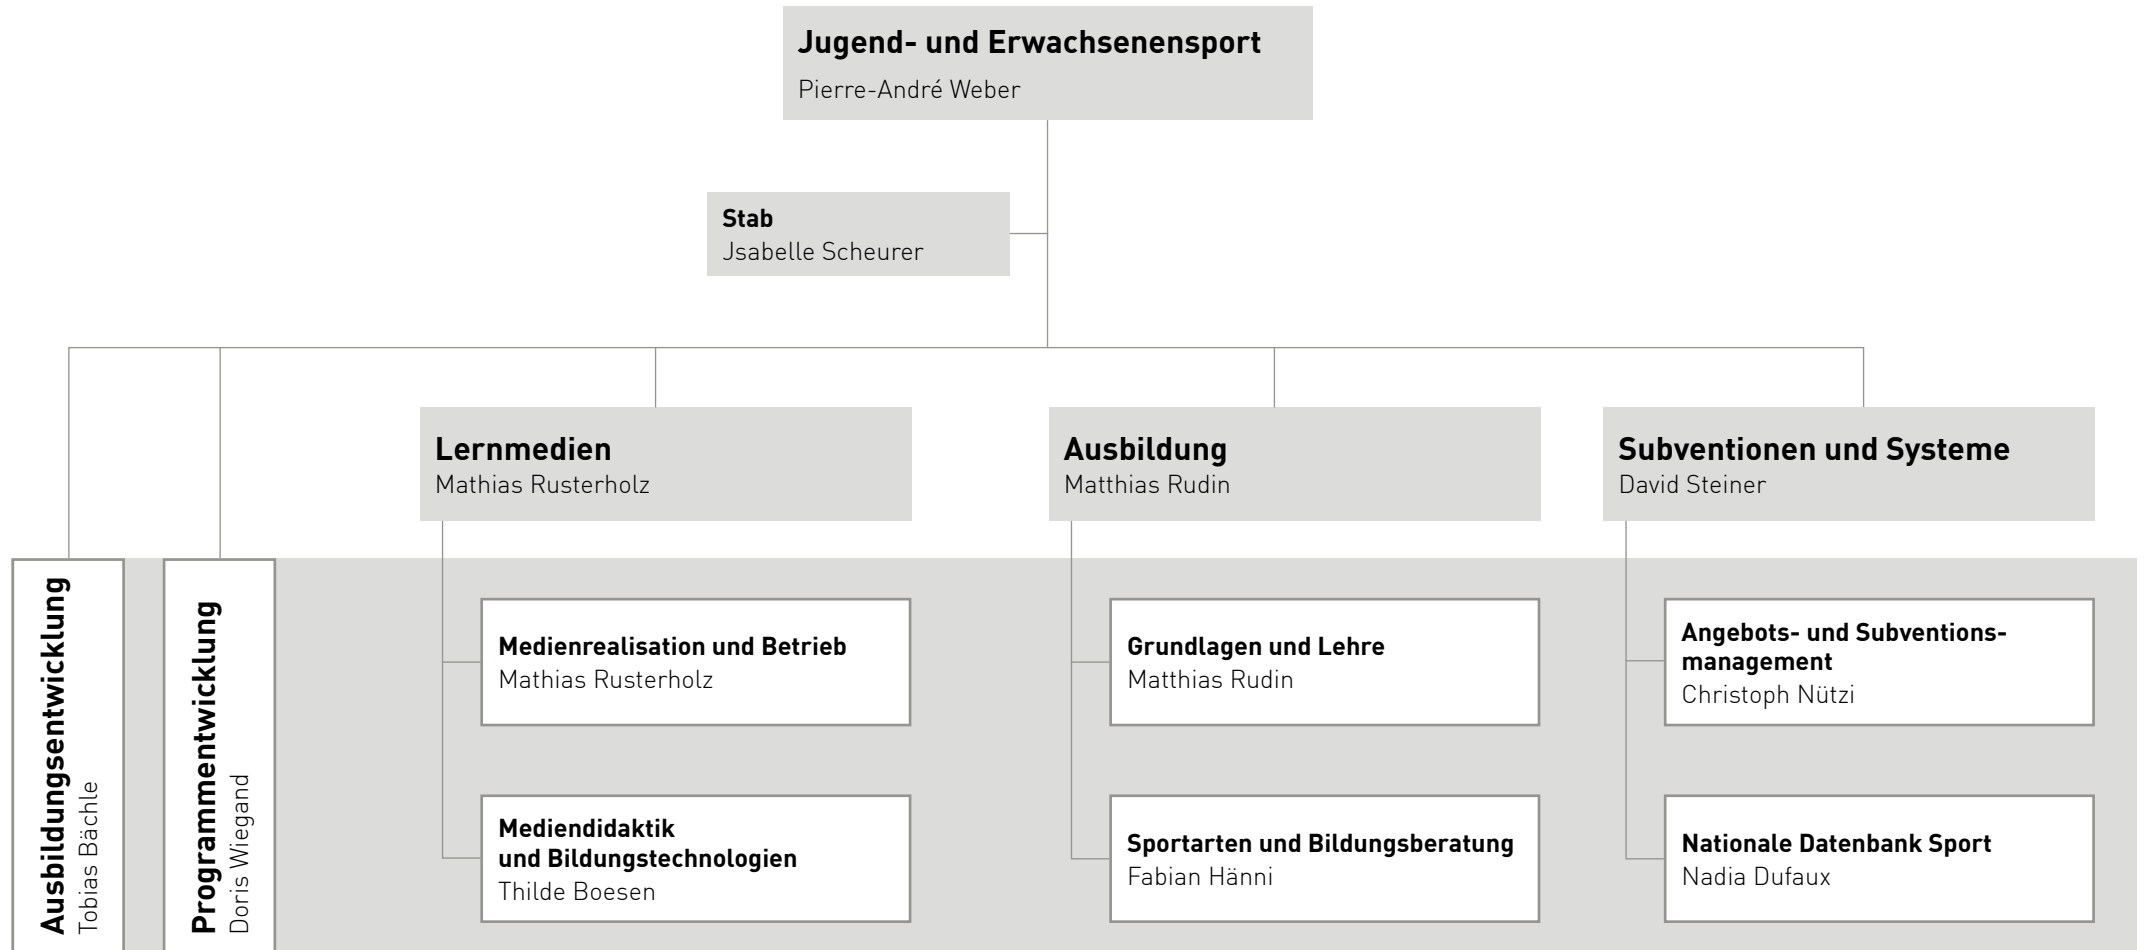 Jugend- und Erwachsenensport
Pierre-André Weber
Stab
Jsabelle Scheurer
Lernmedien
Mathias Rusterholz
Ausbildung
Matthias Rudin
Subventionen und Systeme
David Steiner
Ausbildungsentwicklung
Tobias Bächle
Programmentwicklung
Doris Wiegand
Medienrealisation und Betrieb
Mathias Rusterholz
Mediendidaktik
und Bildungstechnologien
Thilde Boesen
Grundlagen und Lehre
Matthias Rudin
Sportarten und Bildungsberatung
Fabian Hänni
Angebots- und Subventions-
management
Christoph Nützi
Nationale Datenbank Sport
Nadia Dufaux